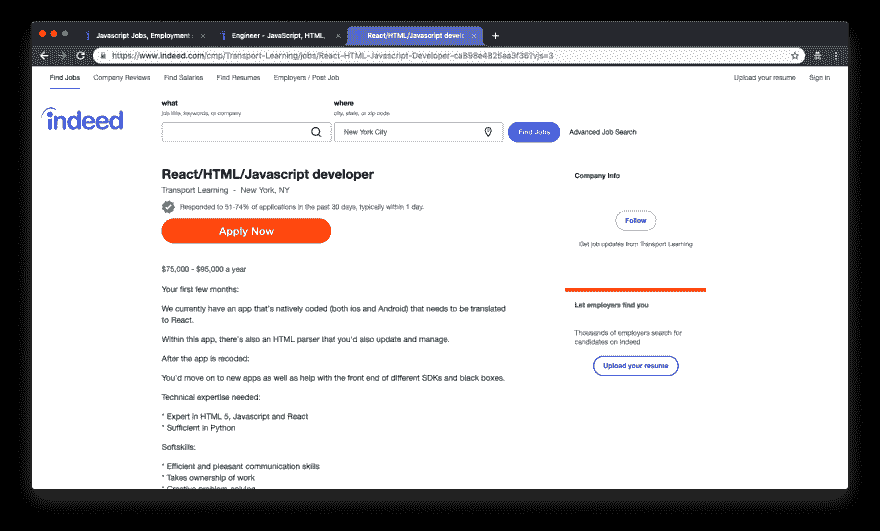 Javascript Jobs, Employment
Engineer - JavaScript, HTML,
React/HTML/Javascript develo
https://www.indeed.com/cmp/Transport-Learning/jobs/React-HTML-Javascript-Developer-ca898e4825aa3f36?vjs=3
Find Jobs Company Reviews Find Salaries Find Resumes Employers / Post Job Upload your resume Sign in
indeed
what where
job title, keywords, or company city, state, or zip code
New York City Find Jobs Advanced Job Search
React/HTML/Javascript developer
Transport Learning - New York, NY
Responded to 51-74% of applications in the past 30 days, typically within 1 day.
Apply Now
Company Info
Follow
Get job updates from Transport Learning
$75,000 - $95,000 a year
Your first few months:
We currently have an app that's natively coded (both ios and Android) that needs to be translated
to React.
Within this app, there's also an HTML parser that you'd also update and manage.
After the app is recoded:
You'd move on to new apps as well as help with the front end of different SDKs and black boxes.
Technical expertise needed:
* Expert in HTML 5, Javascript and React
* Sufficient in Python
Softskills:
* Efficient and pleasant communication skills
* Takes ownership of work
* Creative problem solving
Let employers find you
Thousands of employers search for
candidates on Indeed
Upload your resume